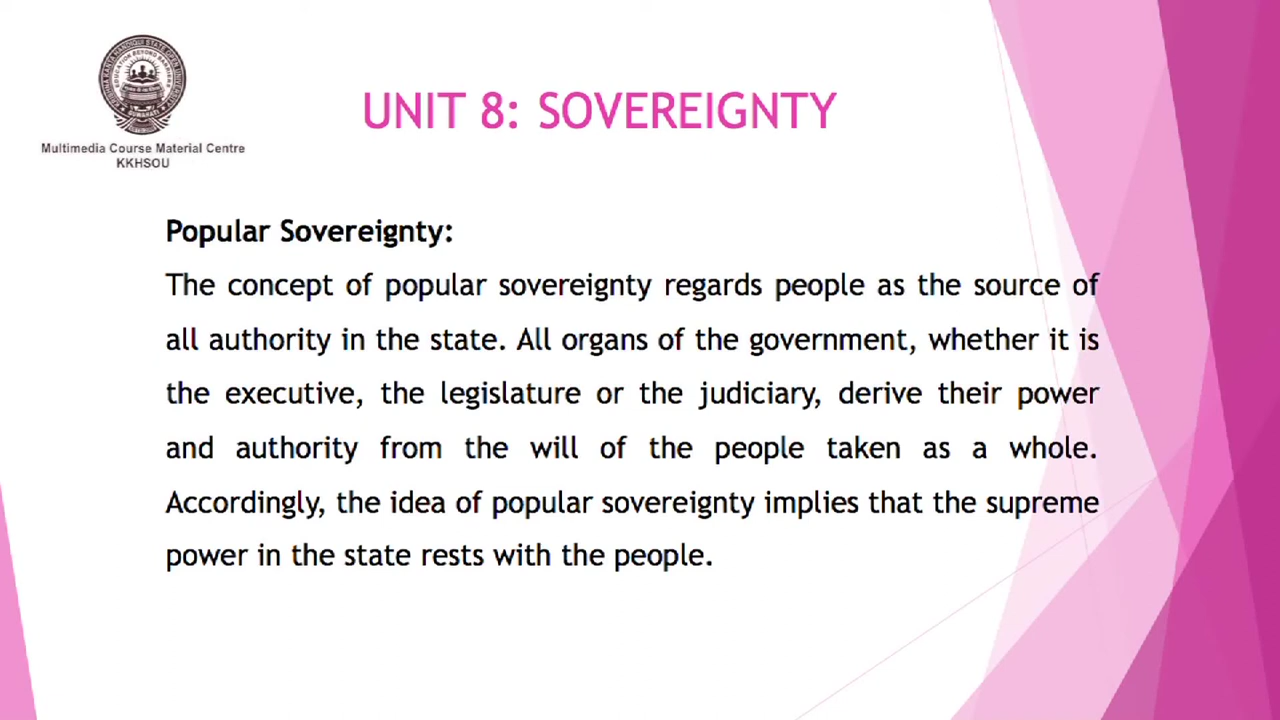 UNIT 8: SOVEREIGNTY
Multimedia Course Material Centre
KKHSOU
Popular Sovereignty:
The concept of popular sovereignty regards people as the source of
all authority in the state. All organs of the government, whether it is
the executive, the legislature or the judiciary, derive their power
and authority from the will of the people taken as a whole.
Accordingly, the idea of popular sovereignty implies that the supreme
power in the state rests with the people.